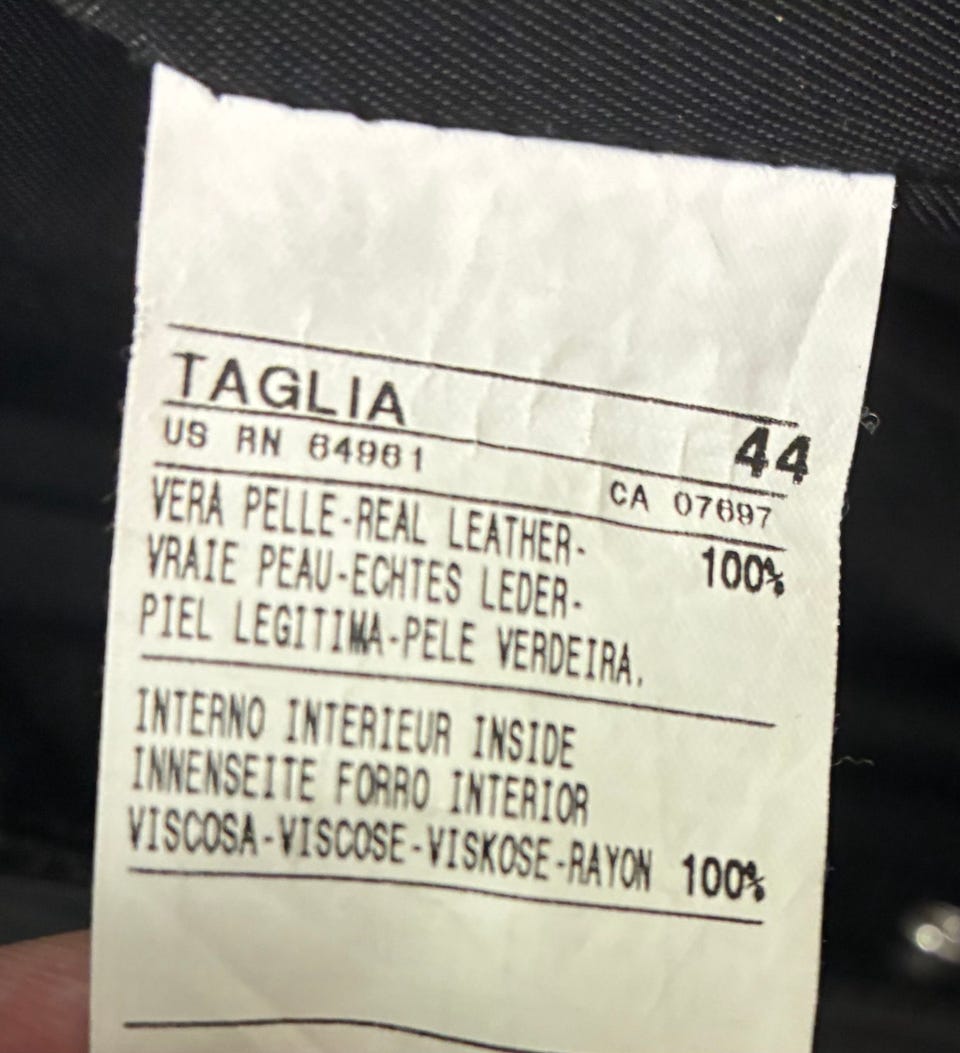 TAGLIA 44
US RN 64961 CA 07697
VERA PELLE-REAL LEATHER- 100%
VRAIE PEAU-ECHTES LEDER-
PIEL LEGITIMA-PELE VERDEIRA.
INTERNO INTERIEUR INSIDE
INNENSEITE FORRO INTERIOR
VISCOSA-VISCOSE-VISKOSE-RAYON 100%